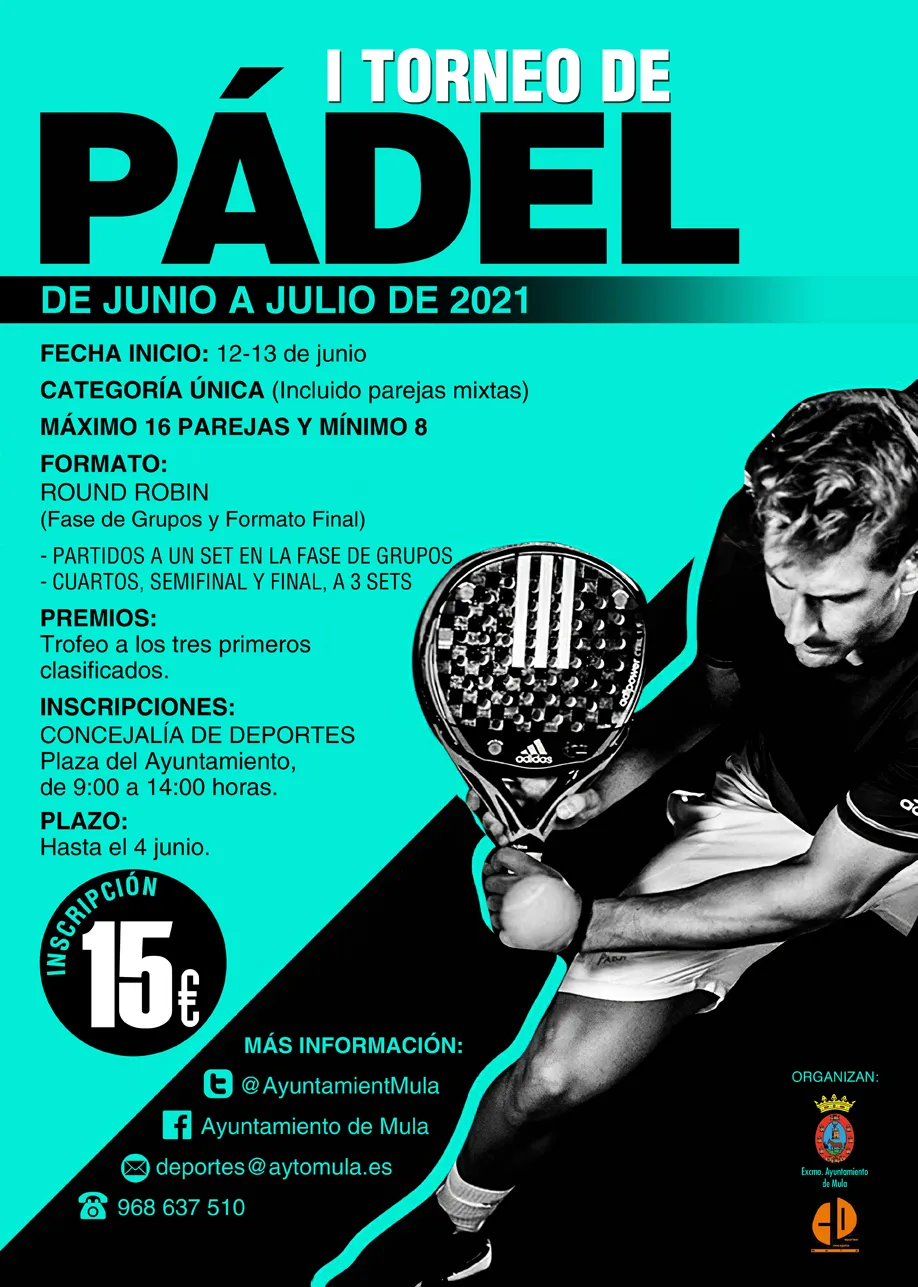 I TORNEO DE
PÁDEL
DE JUNIO A JULIO DE 2021
FECHA INICIO: 12-13 de junio
CATEGORÍA ÚNICA (Incluido parejas mixtas)
MÁXIMO 16 PAREJAS Y MÍNIMO 8
FORMATO:
ROUND ROBIN
(Fase de Grupos y Formato Final)
- PARTIDOS A UN SET EN LA FASE DE GRUPOS
- CUARTOS, SEMIFINAL Y FINAL, A 3 SETS
PREMIOS:
Trofeo a los tres primeros
clasificados.
INSCRIPCIONES:
CONCEJALÍA DE DEPORTES
Plaza del Ayuntamiento,
de 9:00 a 14:00 horas.
PLAZO:
Hasta el 4 junio.
INSCRIPCIÓN
15€
adipower CTRL
adidas
MÁS INFORMACIÓN:
@AyuntamientMula
Ayuntamiento de Mula
deportes@aytomula.es
968 637 510
ORGANIZAN:
Excmo. Ayuntamiento
de Mula